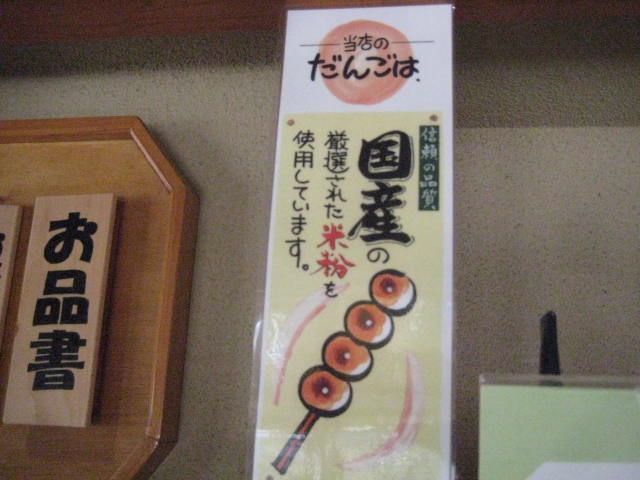 当店の
だんごは、
信頼の品質
国産の
厳選された米粉を
使用しています。
お品書